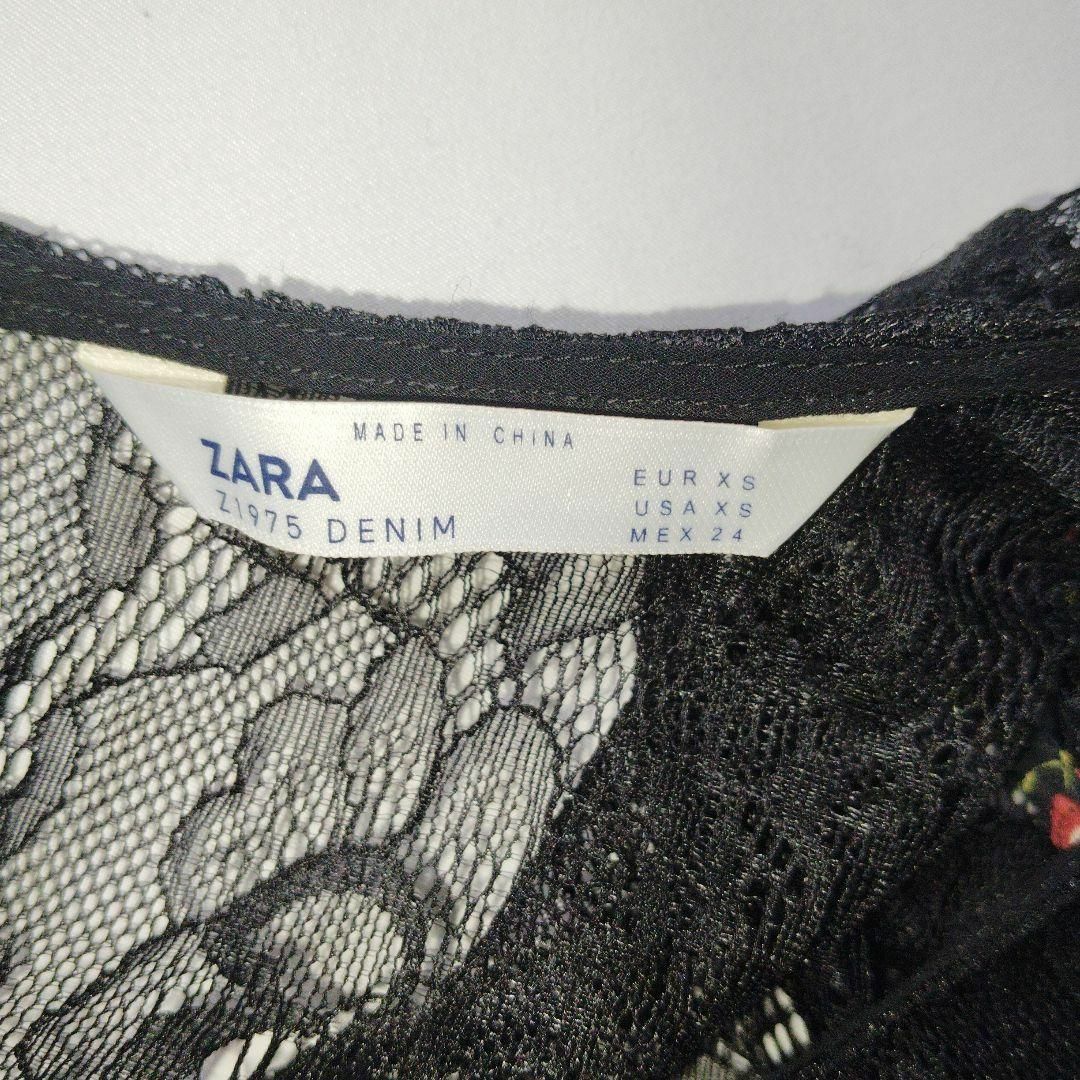 MADE IN CHINA
ZARA
Z1975 DENIM
EUR XS
USA XS
MEX 24